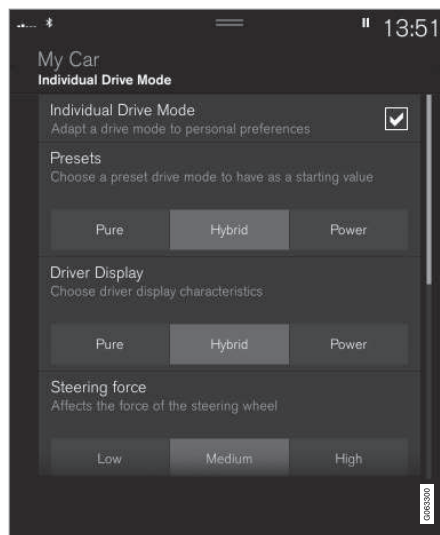 13:51
My Car
Individual Drive Mode
Individual Drive Mode
Adapt a drive mode to personal preferences
Presets
Choose a preset drive mode to have as a starting value
Pure Hybrid Power
Driver Display
Choose driver display characteristics
Pure Hybrid Power
Steering force
Affects the force of the steering wheel
Low Medium High
G063300